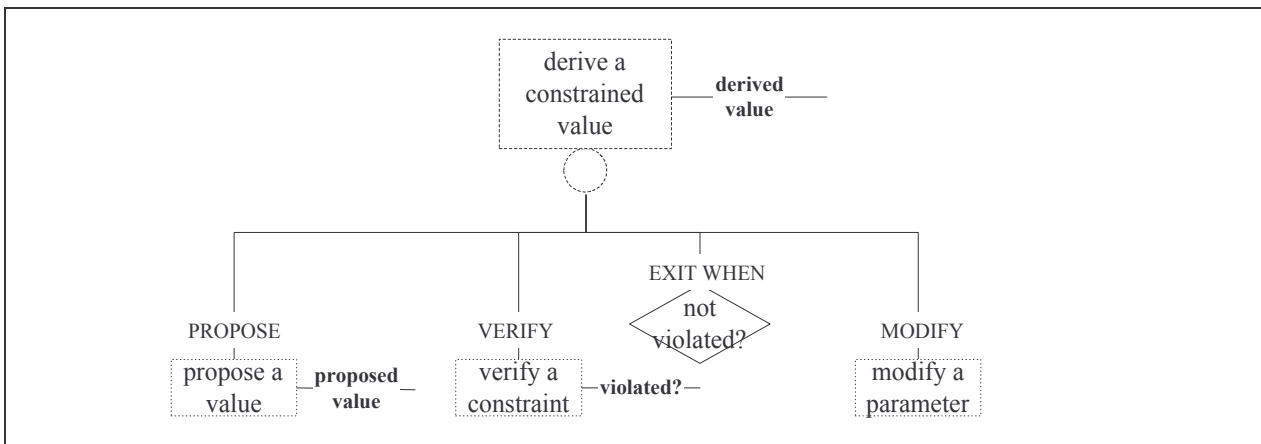 derive a
constrained
value
derived
value
EXIT WHEN
not
violated?
PROPOSE
VERIFY
MODIFY
propose a
value
proposed
value
verify a
constraint
violated?
modify a
parameter